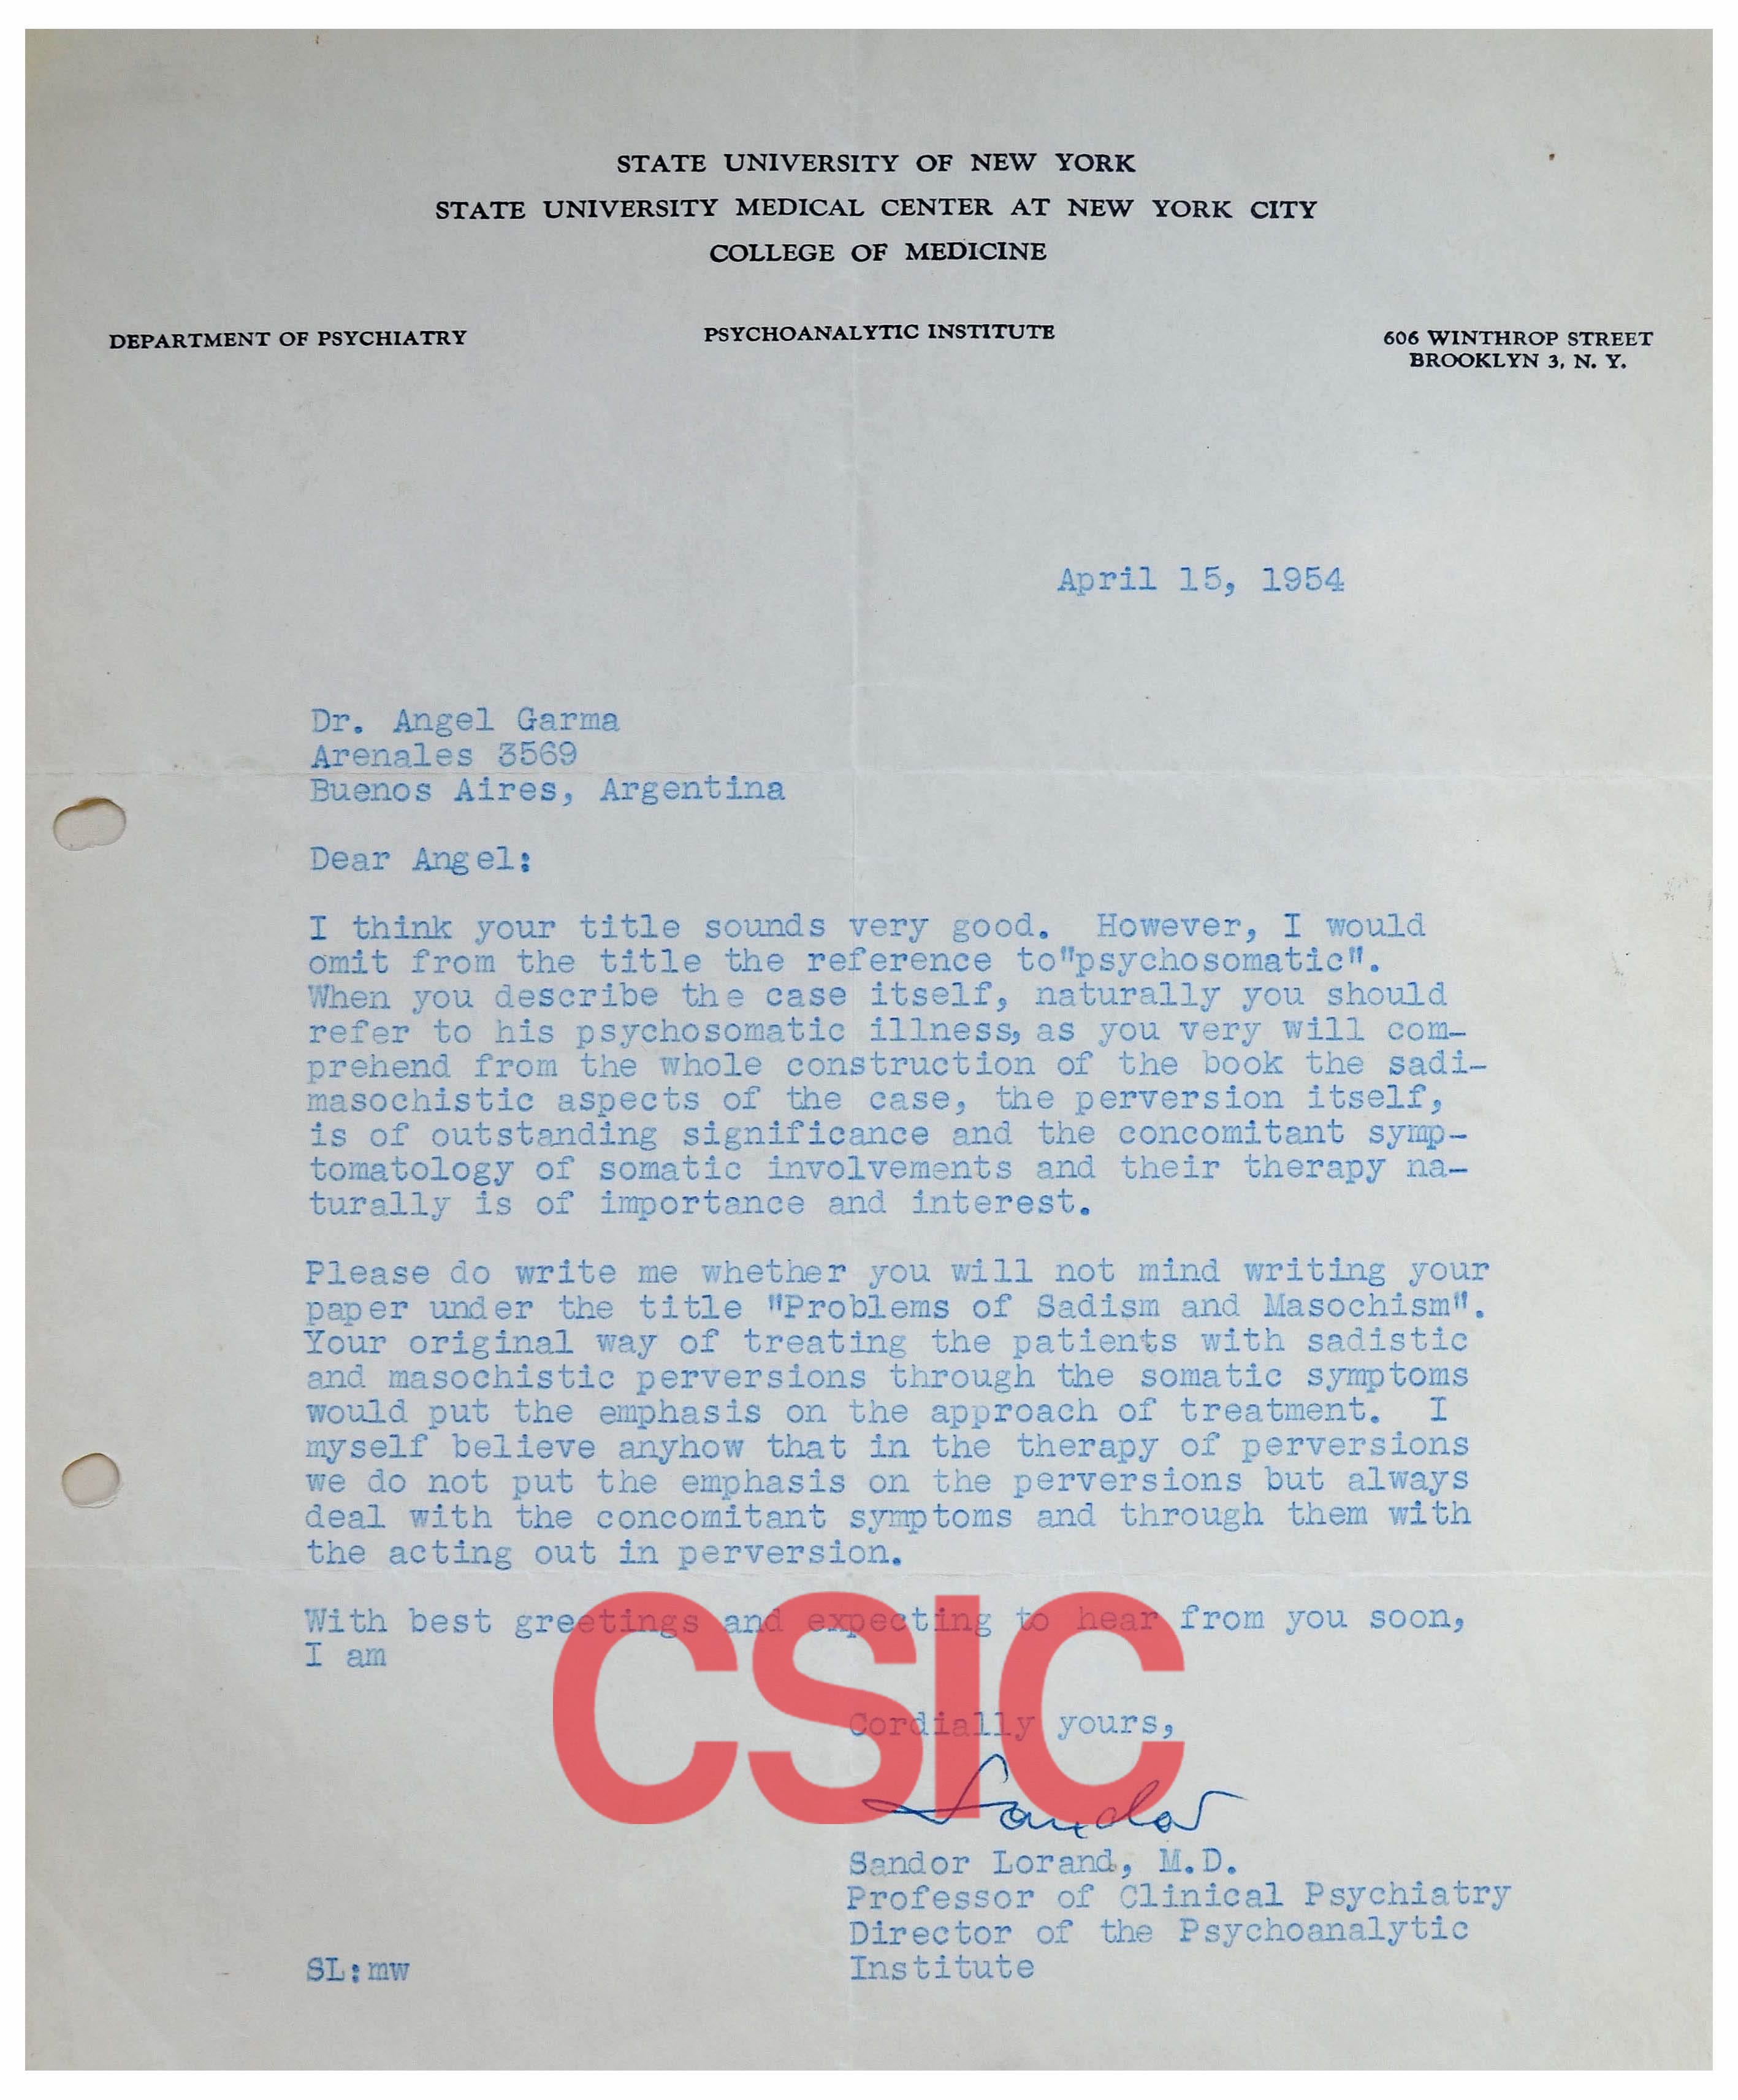 STATE UNIVERSITY OF NEW YORK
STATE UNIVERSITY MEDICAL CENTER AT NEW YORK CITY
COLLEGE OF MEDICINE
DEPARTMENT OF PSYCHIATRY
PSYCHOANALYTIC INSTITUTE
606 WINTHROP STREET
BROOKLYN 3, N. Y.
April 15, 1954
Dr. Angel Garma
Arenales 3569
Buenos Aires, Argentina
Dear Angel:
I think your title sounds very good. However, I would
omit from the title the reference to"psychosomatic".
When you describe the case itself, naturally you should
refer to his psychosomatic illness, as you very will com-
prehend from the whole construction of the book the sadi-
masochistic aspects of the case, the perversion itself,
is of outstanding significance and the concomitant symp-
tomatology of somatic involvements and their therapy na-
turally is of importance and interest.
Please do write me whether you will not mind writing your
paper under the title "Problems of Sadism and Masochism".
Your original way of treating the patients with sadistic
and masochistic perversions through the somatic symptoms
would put the emphasis on the approach of treatment. I
myself believe anyhow that in the therapy of perversions
we do not put the emphasis on the perversions but always
deal with the concomitant symptoms and through them with
the acting out in perversion.
With best greetings and expecting to hear from you soon,
I am
CSIC
Cordially yours,
Sandor
Sandor Lorand, M.D.
Professor of Clinical Psychiatry
Director of the Psychoanalytic
SL:mw Institute